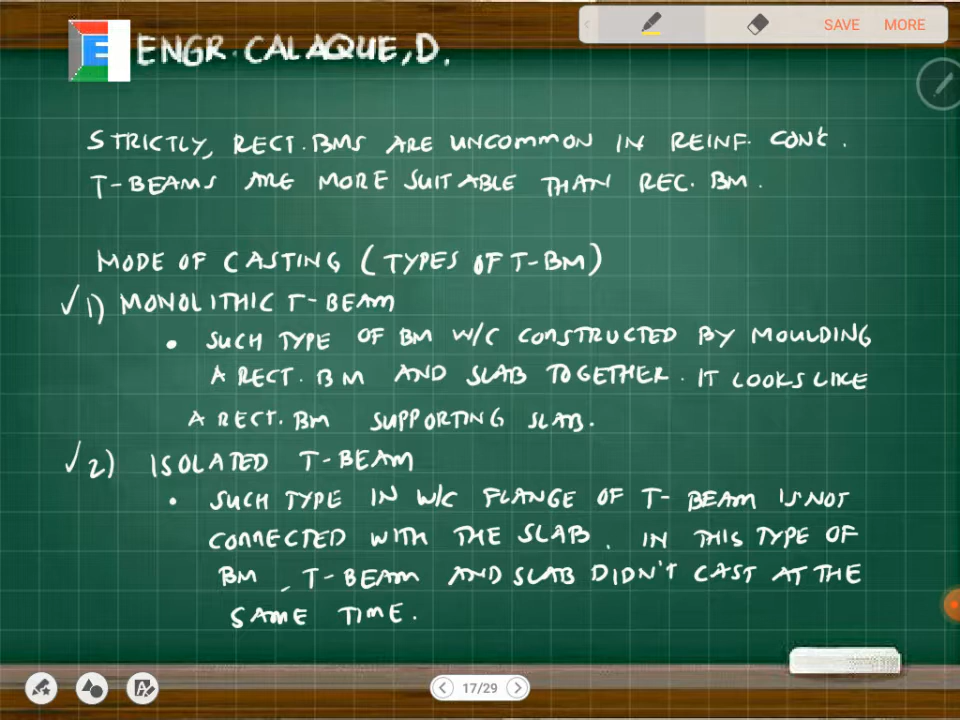 SAVE MORE
E ENGR. CALAQUE, D.
STRICTLY, RECT. BMS ARE UNCOMMON IN REINF. CONC.
T-BEAMS ARE MORE SUITABLE THAN REC. BM.
MODE OF CASTING (TYPES OF T-BM)
✓ 1) MONOLITHIC T-BEAM
• SUCH TYPE OF BM W/C CONSTRUCTED BY MOULDING
A RECT. BM AND SLAB TOGETHER. IT LOOKS LIKE
A RECT. BM SUPPORTING SLAB.
✓ 2) ISOLATED T-BEAM
• SUCH TYPE IN W/C FLANGE OF T-BEAM IS NOT
CONNECTED WITH THE SLAB. IN THIS TYPE OF
BM, T-BEAM AND SLAB DIDN'T CAST AT THE
SAME TIME.
17/29